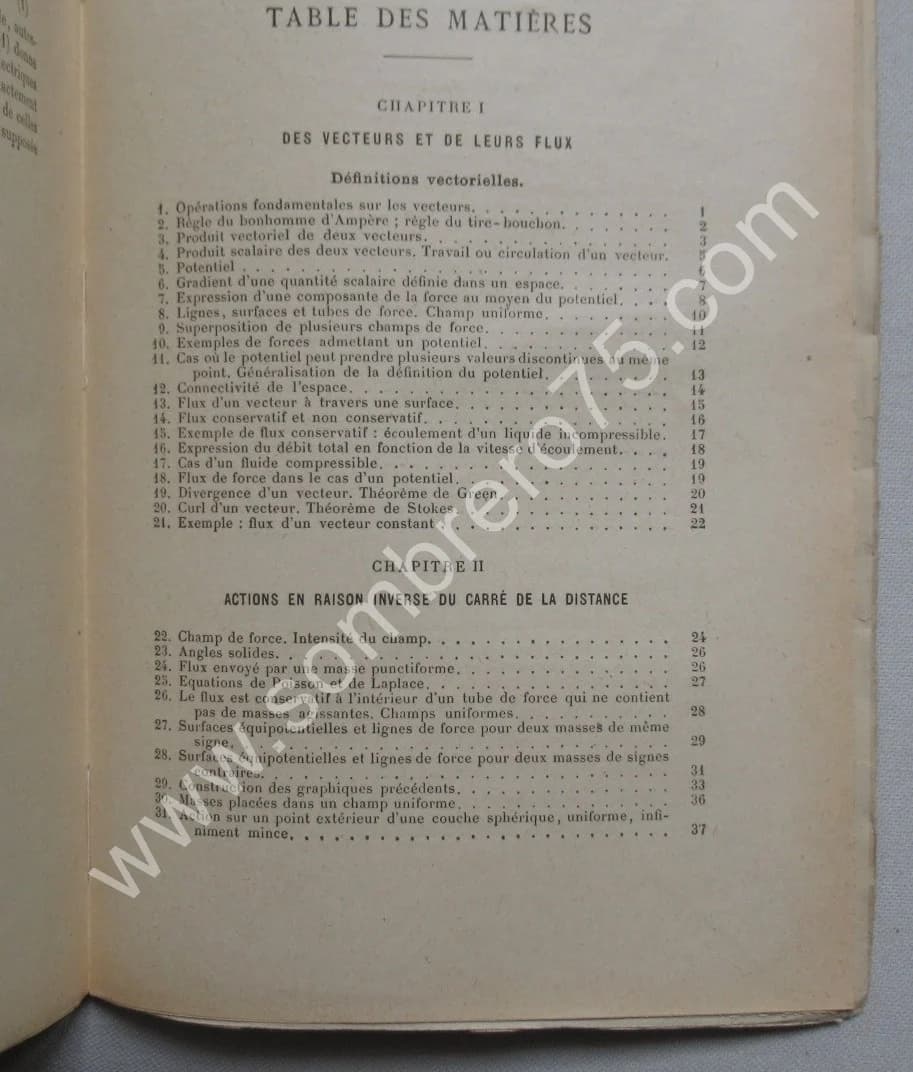 (1)
le, autos-
1) donne
ectriques
actement
de celles
supposée
TABLE DES MATIÈRES
CHAPITRE I
DES VECTEURS ET DE LEURS FLUX
Définitions vectorielles.
1. Opérations fondamentales sur les vecteurs. 1
2. Règle du bonhomme d'Ampère ; règle du tire-bouchon. 2
3. Produit vectoriel de deux vecteurs. 3
4. Produit scalaire des deux vecteurs. Travail ou circulation d'un vecteur. 5
5. Potentiel 6
6. Gradient d'une quantité scalaire définie dans un espace. 7
7. Expression d'une composante de la force au moyen du potentiel. 8
8. Lignes, surfaces et tubes de force. Champ uniforme. 10
9. Superposition de plusieurs champs de force. 11
10. Exemples de forces admettant un potentiel. 12
11. Cas où le potentiel peut prendre plusieurs valeurs discontinues au même
point. Généralisation de la définition du potentiel. 13
12. Connectivité de l'espace. 14
13. Flux d'un vecteur à travers une surface. 15
14. Flux conservatif et non conservatif. 16
15. Exemple de flux conservatif : écoulement d'un liquide incompressible. 17
16. Expression du débit total en fonction de la vitesse d'écoulement. 18
17. Cas d'un fluide compressible. 19
18. Flux de force dans le cas d'un potentiel. 19
19. Divergence d'un vecteur. Théorème de Green. 20
20. Curl d'un vecteur. Théorème de Stokes. 21
21. Exemple : flux d'un vecteur constant 22
CHAPITRE II
ACTIONS EN RAISON INVERSE DU CARRÉ DE LA DISTANCE
22. Champ de force. Intensité du champ. 24
23. Angles solides. 26
24. Flux envoyé par une masse punctiforme. 26
25. Equations de Poisson et de Laplace. 27
26. Le flux est conservatif à l'intérieur d'un tube de force qui ne contient
pas de masses agissantes. Champs uniformes. 28
27. Surfaces équipotentielles et lignes de force pour deux masses de même
signe. 29
28. Surfaces équipotentielles et lignes de force pour deux masses de signes
contraires. 31
29. Construction des graphiques précédents. 33
30. Masses placées dans un champ uniforme. 36
31. Action sur un point extérieur d'une couche sphérique, uniforme, infi-
niment mince. 37
www.sombrero75.com